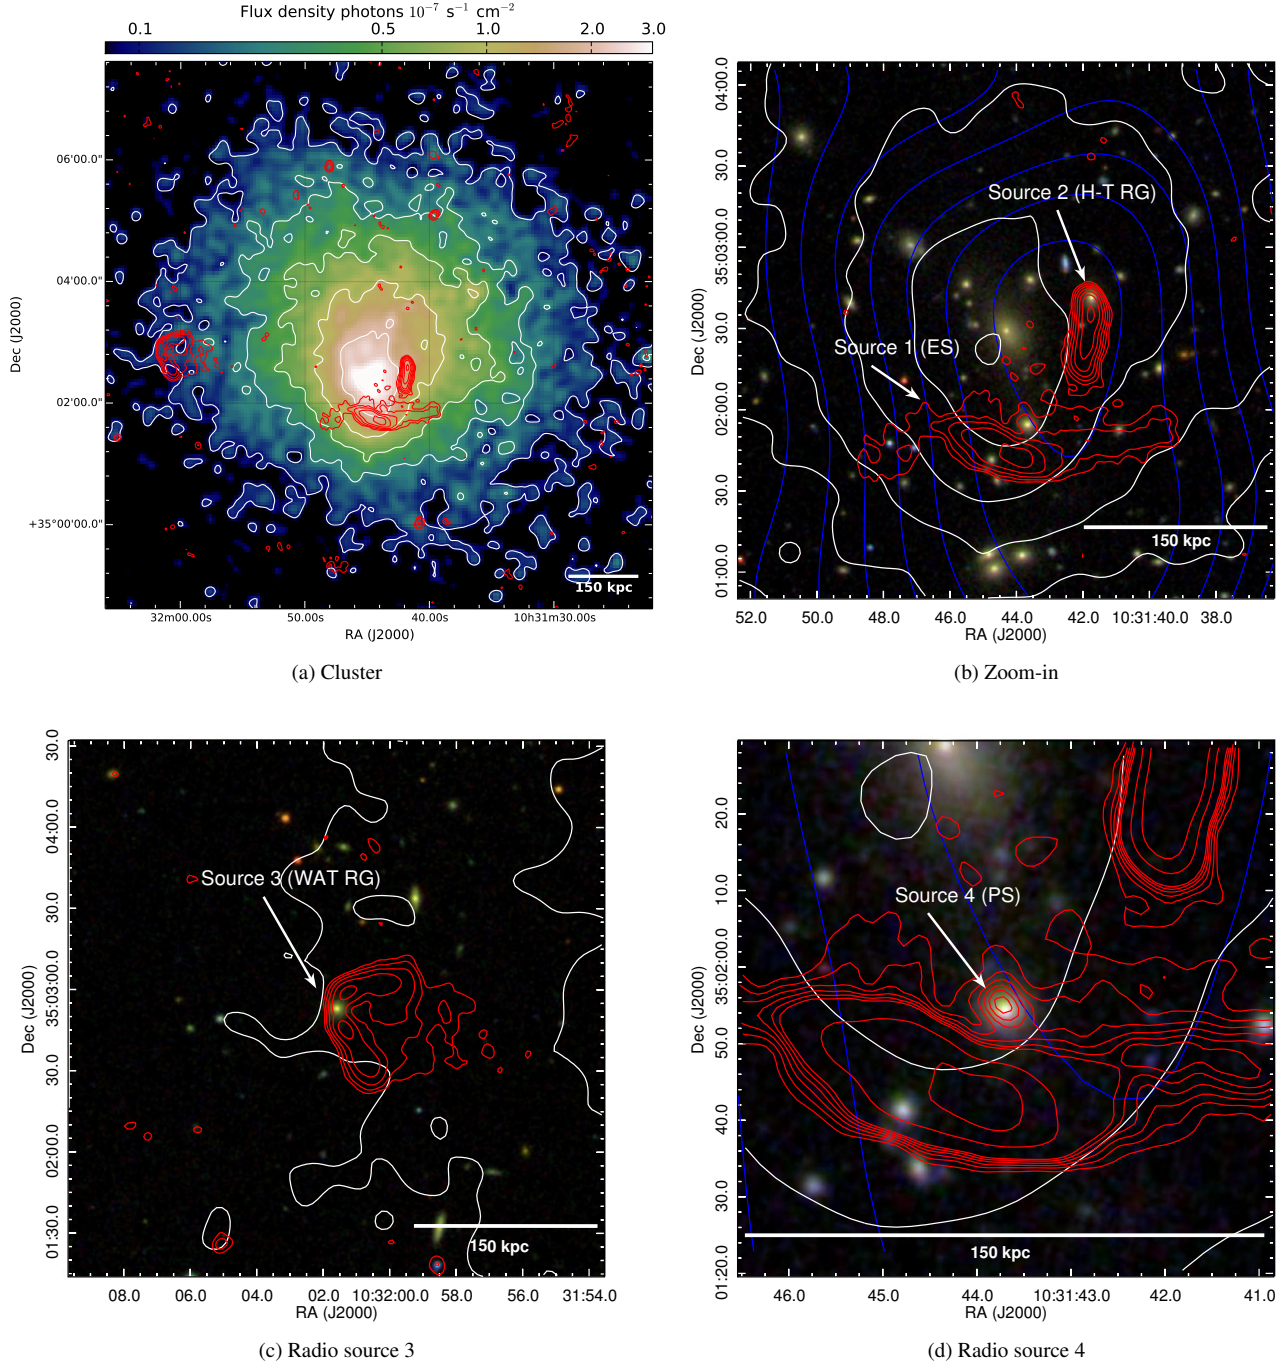 Flux density photons 10⁻⁷ s⁻¹ cm⁻²
0.1 0.5 1.0 2.0 3.0
06'00.0"
04'00.0"
02'00.0"
+35°00'00.0"
Dec (J2000)
150 kpc
32m00.00s 50.00s 40.00s 10h31m30.00s
RA (J2000)
(a) Cluster
04:00.0
30.0
35:03:00.0
30.0
02:00.0
30.0
01:00.0
Dec (J2000)
Source 2 (H-T RG)
Source 1 (ES)
150 kpc
52.0 50.0 48.0 46.0 44.0 42.0 10:31:40.0 38.0
RA (J2000)
(b) Zoom-in
30.0
04:00.0
30.0
35:03:00.0
30.0
02:00.0
01:30.0
Dec (J2000)
Source 3 (WAT RG)
150 kpc
08.0 06.0 04.0 02.0 10:32:00.0 58.0 56.0 31:54.0
RA (J2000)
(c) Radio source 3
20.0
10.0
35:02:00.0
50.0
40.0
30.0
01:20.0
Dec (J2000)
Source 4 (PS)
150 kpc
46.0 45.0 44.0 10:31:43.0 42.0 41.0
RA (J2000)
(d) Radio source 4